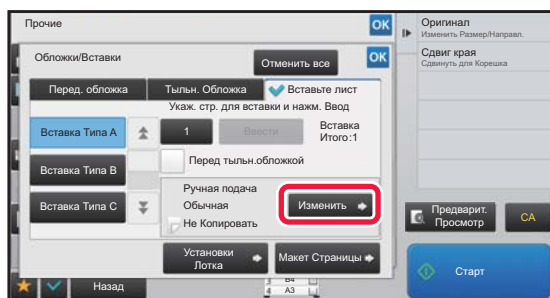 Прочие
OK
Обложки/Вставки
Отменить все
OK
Перед. обложка
Тыльн. Обложка
Вставьте лист
Укаж. стр. для вставки и нажм. Ввод
Вставка Типа A
1
Ввести
Вставка
Итого:1
Перед тыльн.обложкой
Вставка Типа B
Ручная подача
Обычная
Не Копировать
Изменить
Вставка Типа C
Установки
Лотка
Макет Страницы
Назад
3 B4
4 A3
Оригинал
Изменить Размер/Направл.
Сдвиг края
Сдвинуть для Корешка
Предварит.
Просмотр
CA
Старт